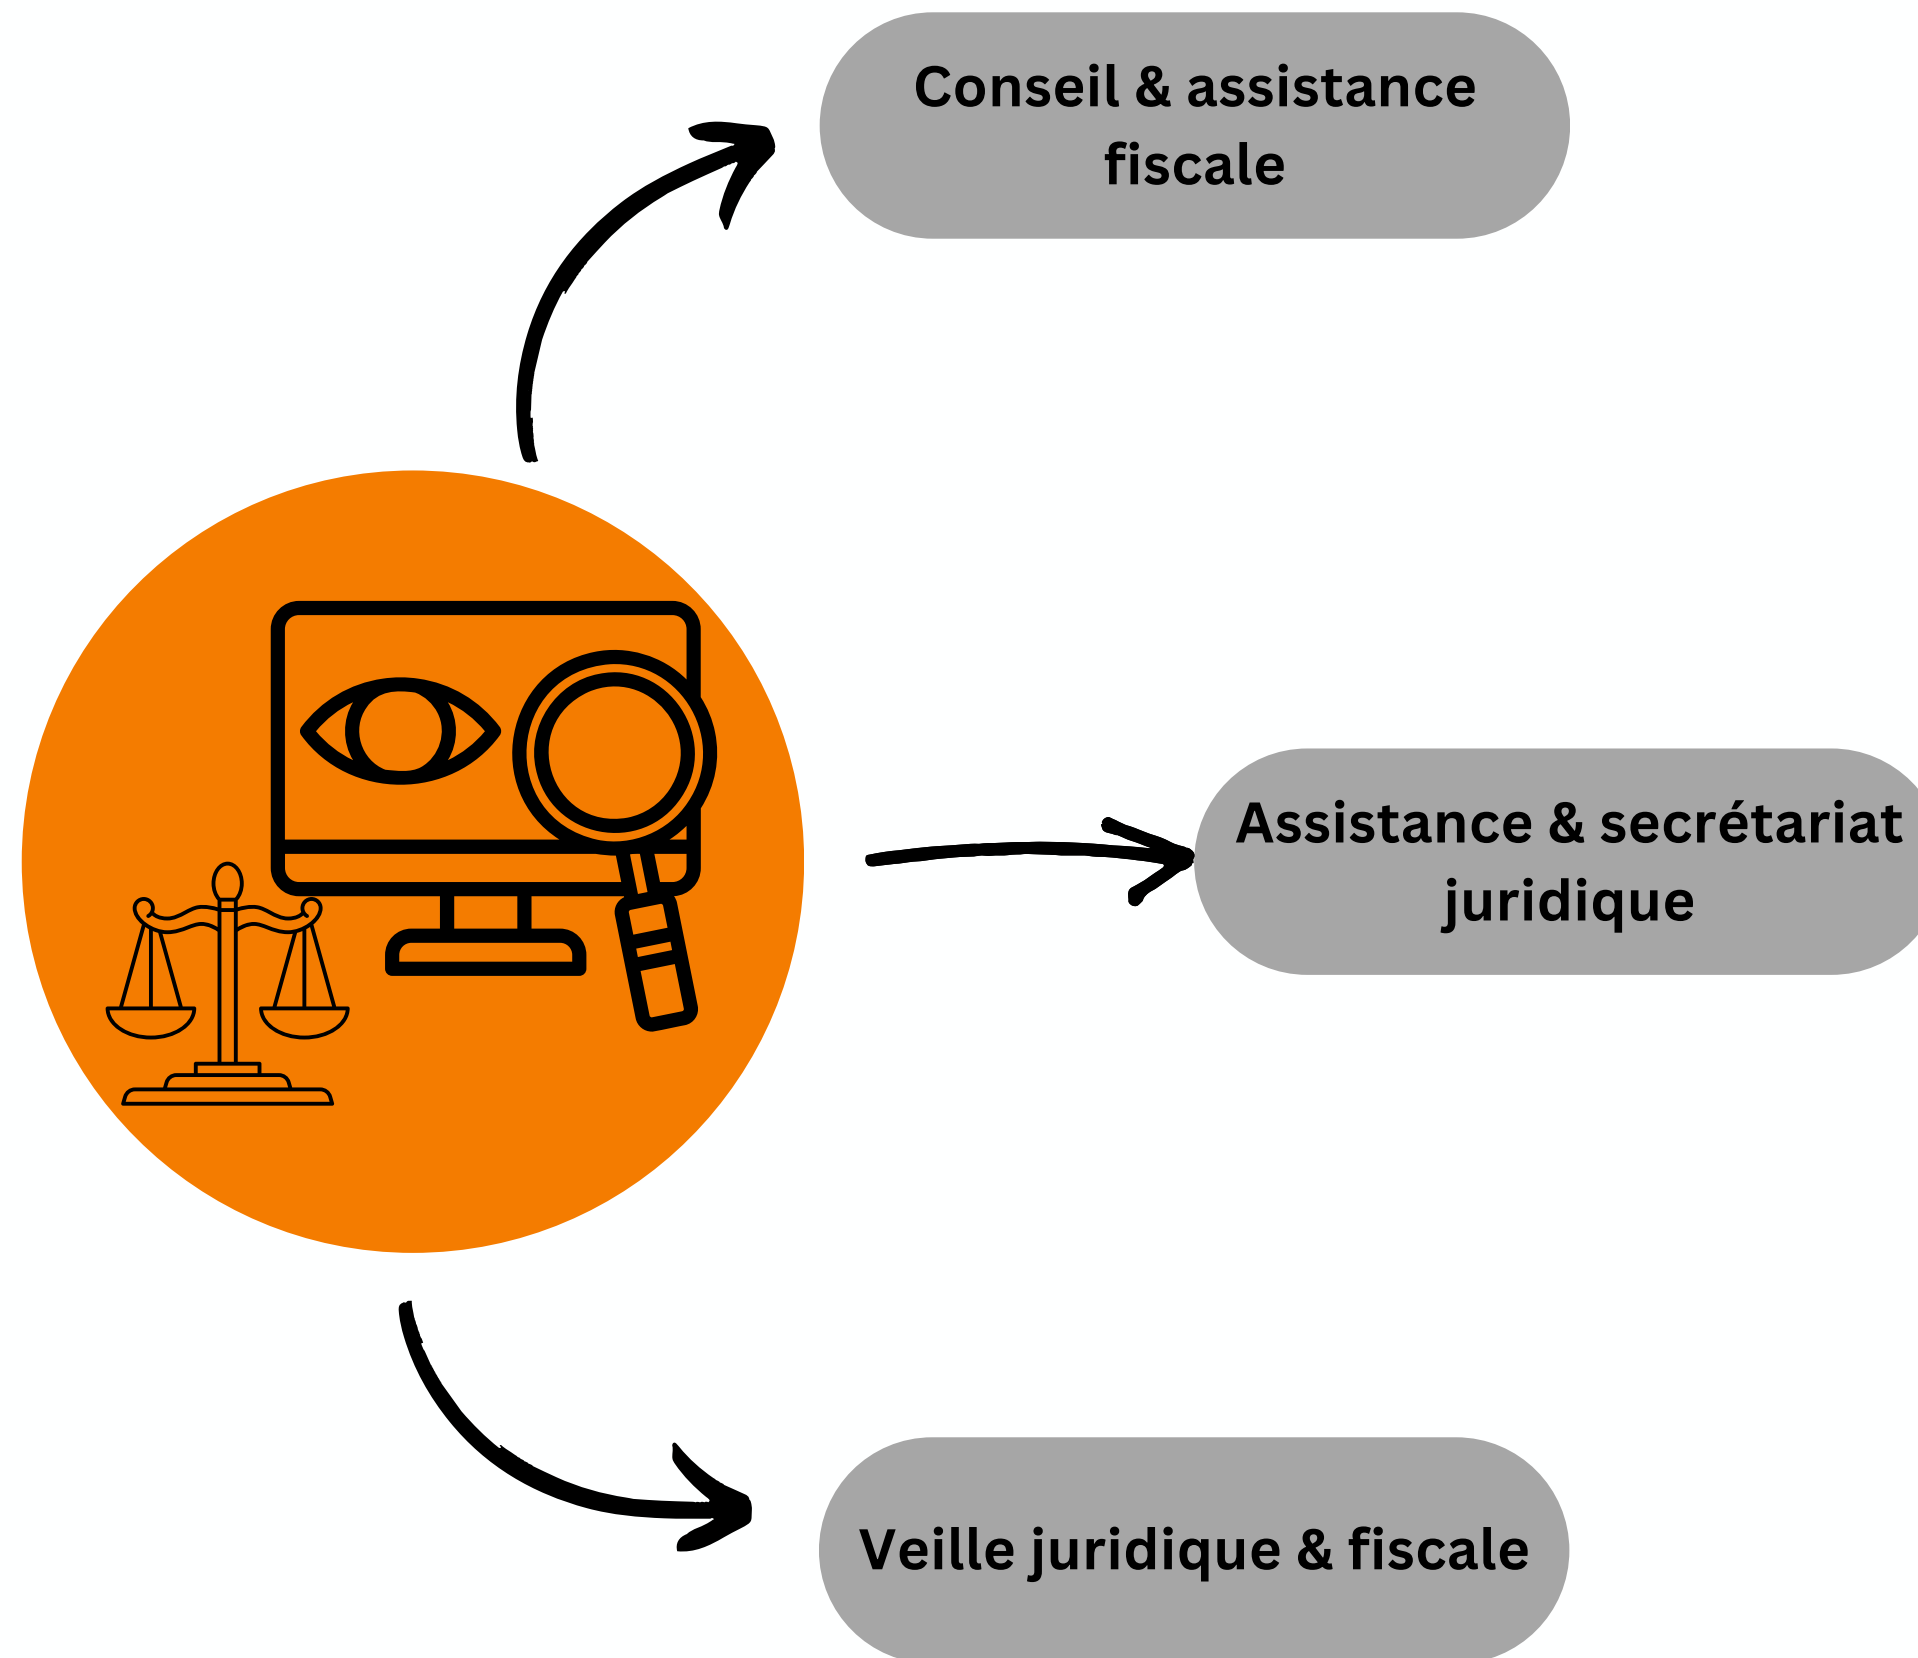 Conseil & assistance
fiscale
Assistance & secrétariat
juridique
Veille juridique & fiscale